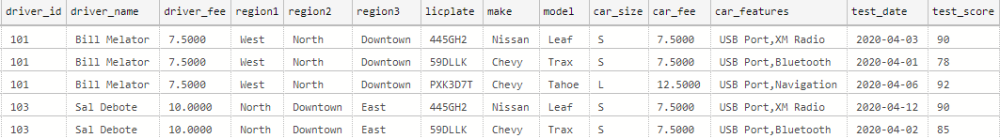 driver_id driver_name driver_fee region1 region2 region3 licplate make model car_size car_fee car_features test_date test_score
101 Bill Melator 7.5000 West North Downtown 445GH2 Nissan Leaf S 7.5000 USB Port,XM Radio 2020-04-03 90
101 Bill Melator 7.5000 West North Downtown 59DLLK Chevy Trax S 7.5000 USB Port,Bluetooth 2020-04-01 78
101 Bill Melator 7.5000 West North Downtown PXK3D7T Chevy Tahoe L 12.5000 USB Port,Navigation 2020-04-06 92
103 Sal Debote 10.0000 North Downtown East 445GH2 Nissan Leaf S 7.5000 USB Port,XM Radio 2020-04-12 90
103 Sal Debote 10.0000 North Downtown East 59DLLK Chevy Trax S 7.5000 USB Port,Bluetooth 2020-04-02 85